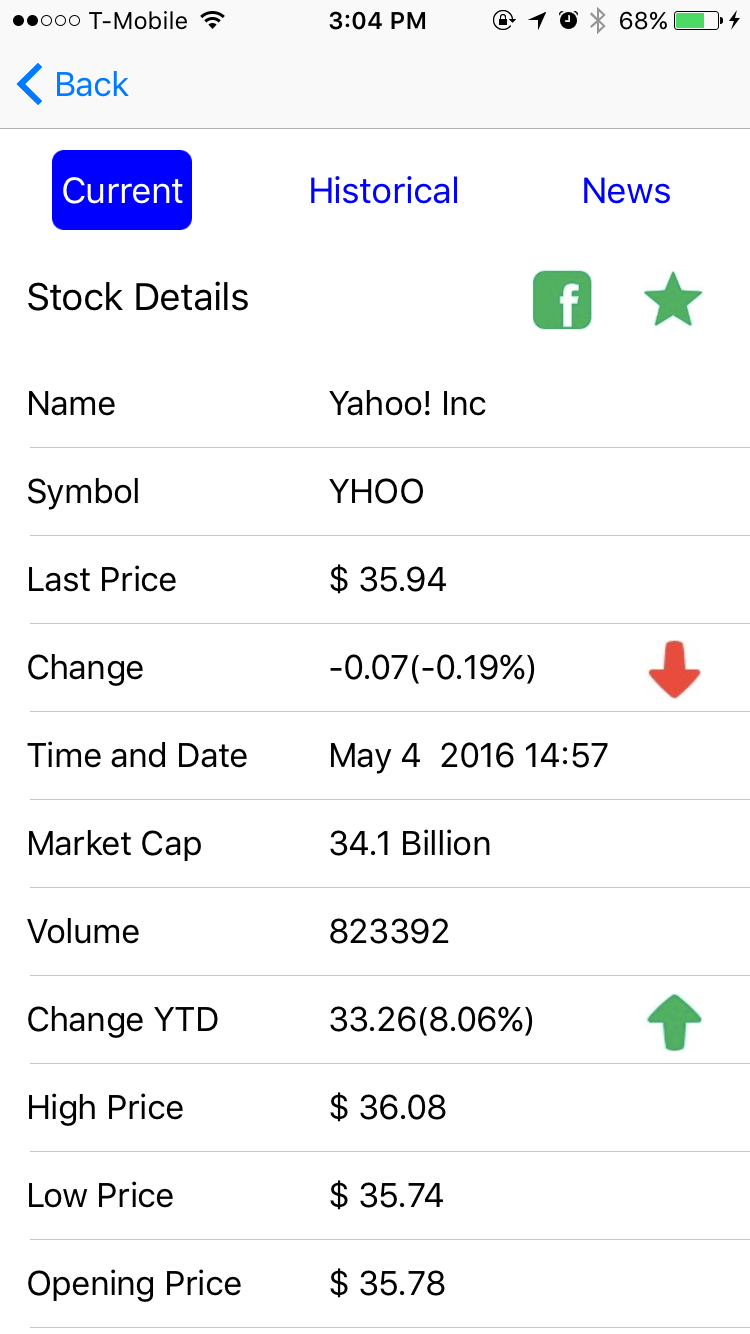 T-Mobile 3:04 PM 68%
Back
Current Historical News
Stock Details f
Name Yahoo! Inc
Symbol YHOO
Last Price $ 35.94
Change -0.07(-0.19%)
Time and Date May 4  2016 14:57
Market Cap 34.1 Billion
Volume 823392
Change YTD 33.26(8.06%)
High Price $ 36.08
Low Price $ 35.74
Opening Price $ 35.78